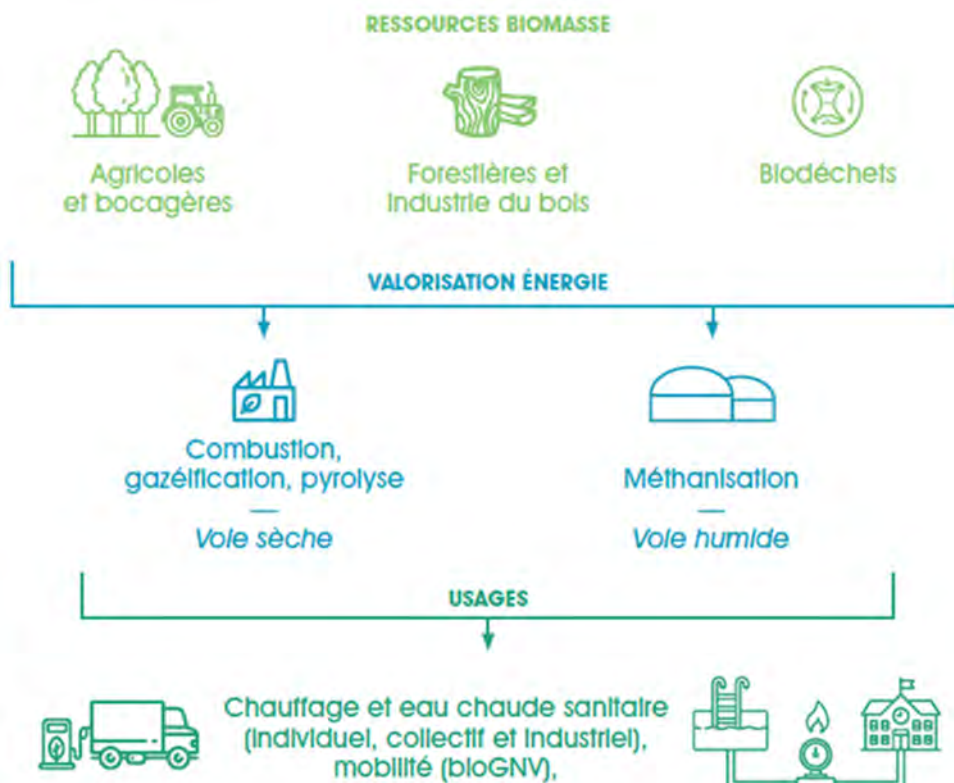 RESSOURCES BIOMASSE
Agricoles
et bocagères
Forestières et
industrie du bois
Biodéchets
VALORISATION ÉNERGIE
Combustion,
gazéification, pyrolyse
Voie sèche
Méthanisation
Voie humide
USAGES
Chauffage et eau chaude sanitaire
(individuel, collectif et industriel),
mobilité (bioGNV),